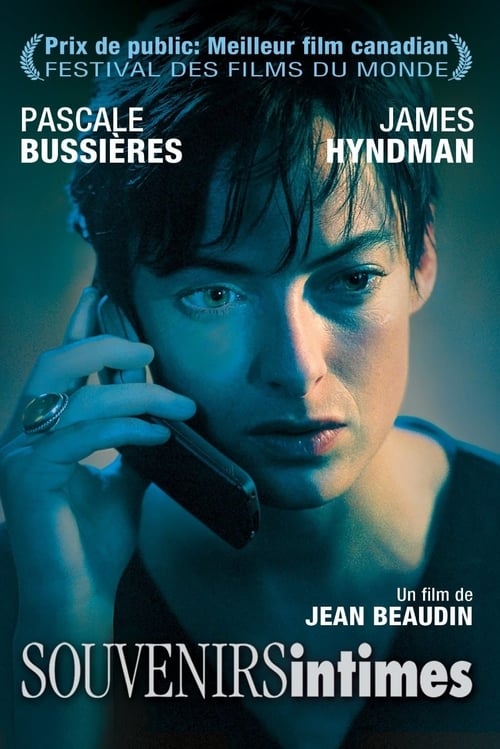 Prix de public: Meilleur film canadien
FESTIVAL DES FILMS DU MONDE
PASCALE
BUSSIÈRES
JAMES
HYNDMAN
Un film de
JEAN BEAUDIN
SOUVENIRSintimes